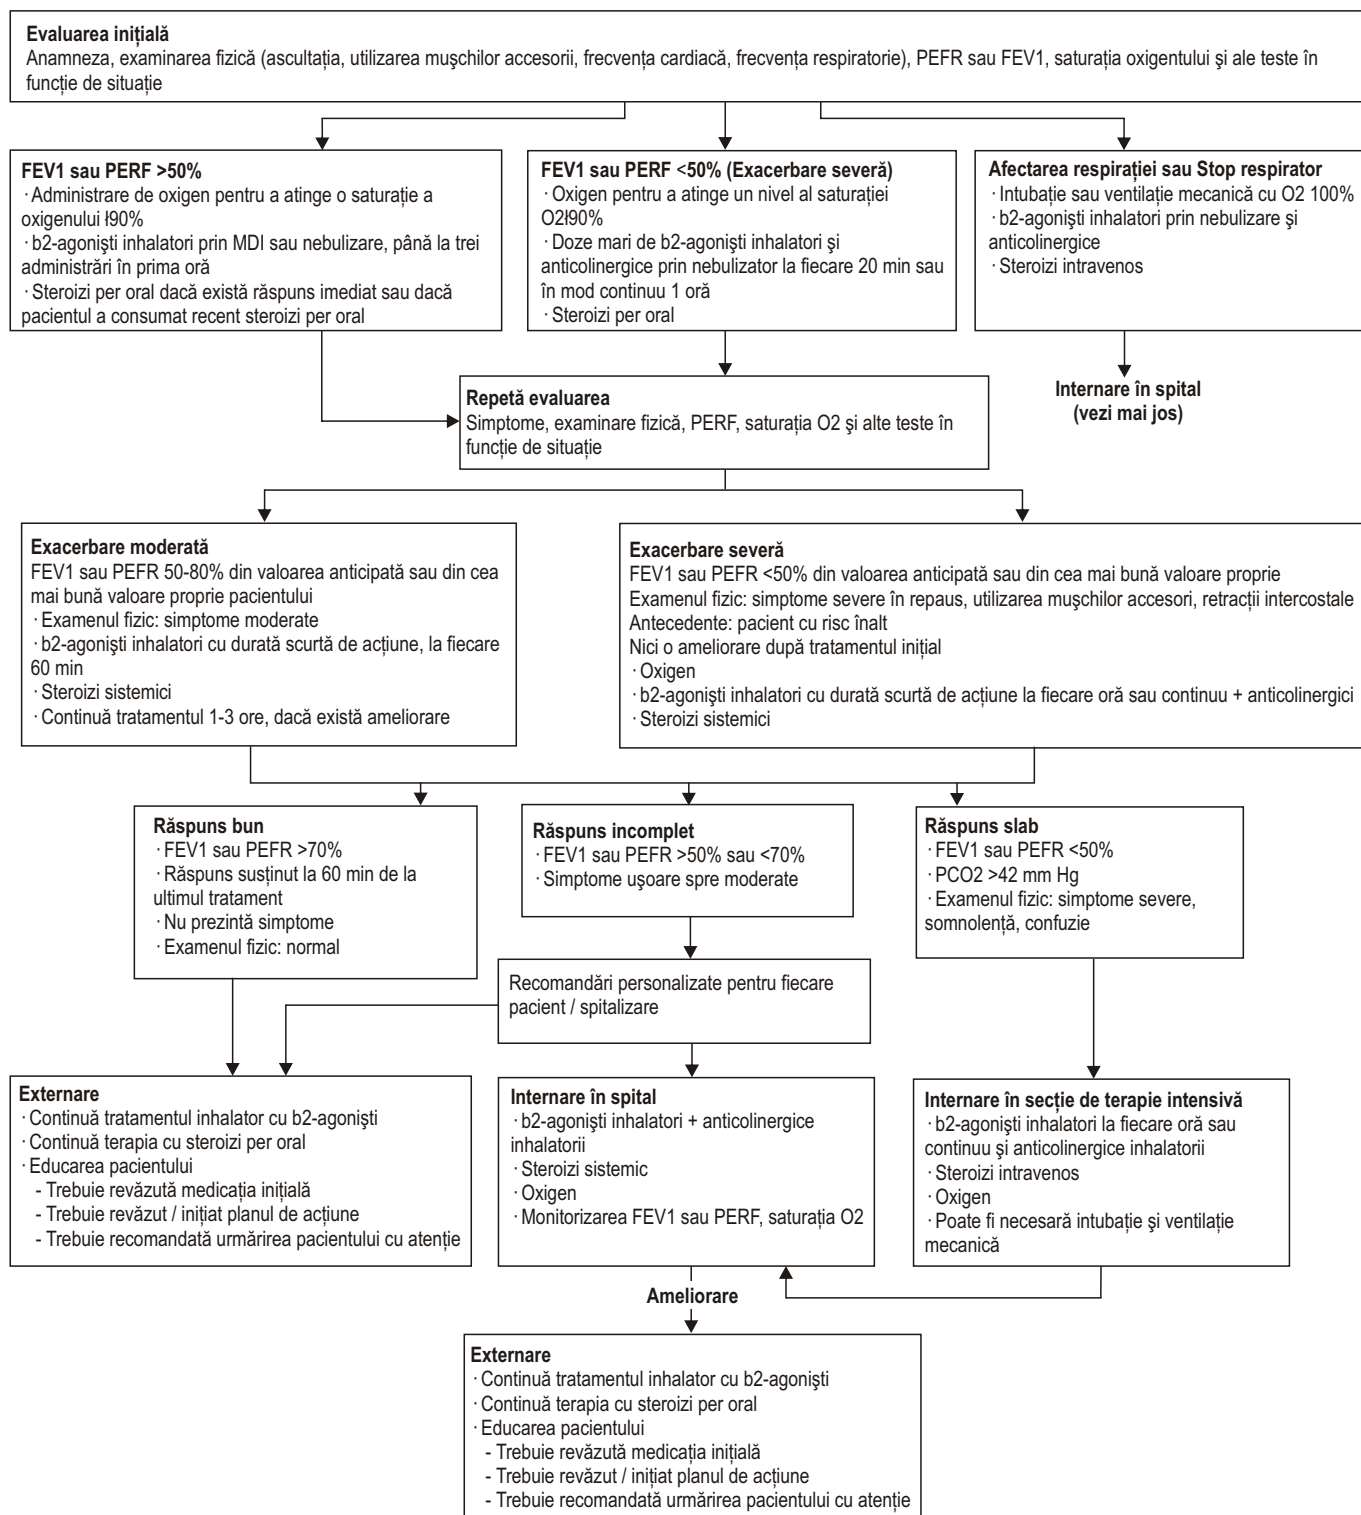 Evaluarea inițială
Anamneza, examinarea fizică (ascultația, utilizarea mușchilor accesorii, frecvența cardiacă, frecvența respiratorie), PEFR sau FEV1, saturația oxigentului și ale teste în
funcție de situație
FEV1 sau PERF >50%
· Administrare de oxigen pentru a atinge o saturație a
oxigenului ł90%
· b2-agoniști inhalatori prin MDI sau nebulizare, până la trei
administrări în prima oră
· Steroizi per oral dacă există răspuns imediat sau dacă
pacientul a consumat recent steroizi per oral
FEV1 sau PERF <50% (Exacerbare severă)
· Oxigen pentru a atinge un nivel al saturației
O2ł90%
· Doze mari de b2-agoniști inhalatori și
anticolinergice prin nebulizator la fiecare 20 min sau
în mod continuu 1 oră
· Steroizi per oral
Afectarea respirației sau Stop respirator
· Intubație sau ventilație mecanică cu O2 100%
· b2-agoniști inhalatori prin nebulizare și
anticolinergice
· Steroizi intravenos
Internare în spital
(vezi mai jos)
Repetă evaluarea
Simptome, examinare fizică, PERF, saturația O2 și alte teste în
funcție de situație
Exacerbare moderată
FEV1 sau PEFR 50-80% din valoarea anticipată sau din cea
mai bună valoare proprie pacientului
· Examenul fizic: simptome moderate
· b2-agoniști inhalatori cu durată scurtă de acțiune, la fiecare
60 min
· Steroizi sistemici
· Continuă tratamentul 1-3 ore, dacă există ameliorare
Exacerbare severă
FEV1 sau PEFR <50% din valoarea anticipată sau din cea mai bună valoare proprie
Examenul fizic: simptome severe în repaus, utilizarea mușchilor accesori, retracții intercostale
Antecedente: pacient cu risc înalt
Nici o ameliorare după tratamentul inițial
· Oxigen
· b2-agoniști inhalatori cu durată scurtă de acțiune la fiecare oră sau continuu + anticolinergici
· Steroizi sistemici
Răspuns bun
· FEV1 sau PEFR >70%
· Răspuns susținut la 60 min de la
ultimul tratament
· Nu prezintă simptome
· Examenul fizic: normal
Răspuns incomplet
· FEV1 sau PEFR >50% sau <70%
· Simptome ușoare spre moderate
Răspuns slab
· FEV1 sau PEFR <50%
· PCO2 >42 mm Hg
· Examenul fizic: simptome severe,
somnolență, confuzie
Recomandări personalizate pentru fiecare
pacient / spitalizare
Externare
· Continuă tratamentul inhalator cu b2-agoniști
· Continuă terapia cu steroizi per oral
· Educarea pacientului
- Trebuie revăzută medicația inițială
- Trebuie revăzut / inițiat planul de acțiune
- Trebuie recomandată urmărirea pacientului cu atenție
Internare în spital
· b2-agoniști inhalatori + anticolinergice
inhalatorii
· Steroizi sistemic
· Oxigen
· Monitorizarea FEV1 sau PERF, saturația O2
Internare în secție de terapie intensivă
· b2-agoniști inhalatori la fiecare oră sau
continuu și anticolinergice inhalatorii
· Steroizi intravenos
· Oxigen
· Poate fi necesară intubație și ventilație
mecanică
Ameliorare
Externare
· Continuă tratamentul inhalator cu b2-agoniști
· Continuă terapia cu steroizi per oral
· Educarea pacientului
- Trebuie revăzută medicația inițială
- Trebuie revăzut / inițiat planul de acțiune
- Trebuie recomandată urmărirea pacientului cu atenție